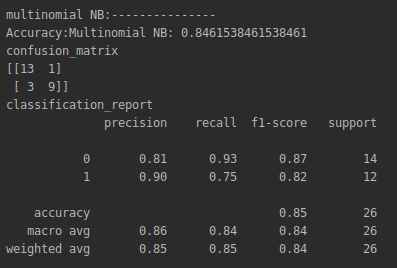 multinomial NB:---------------
Accuracy:Multinomial NB: 0.8461538461538461
confusion_matrix
[[13  1]
 [ 3  9]]
classification_report
              precision    recall  f1-score   support

           0       0.81      0.93      0.87        14
           1       0.90      0.75      0.82        12

    accuracy                           0.85        26
   macro avg       0.86      0.84      0.84        26
weighted avg       0.85      0.85      0.84        26